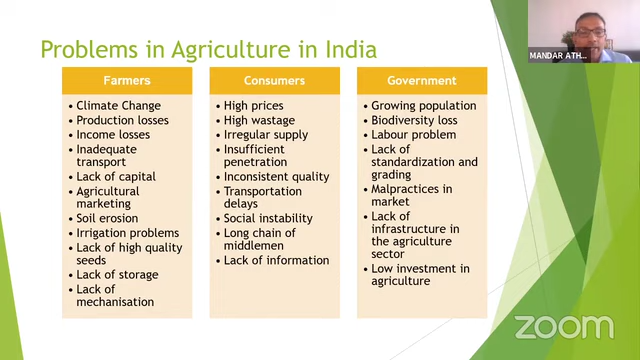 Problems in Agriculture in India
MANDAR ATH...
Farmers
• Climate Change
• Production losses
• Income losses
• Inadequate
transport
• Lack of capital
• Agricultural
marketing
• Soil erosion
• Irrigation problems
• Lack of high quality
seeds
• Lack of storage
• Lack of
mechanisation
Consumers
• High prices
• High wastage
• Irregular supply
• Insufficient
penetration
• Inconsistent quality
• Transportation
delays
• Social instability
• Long chain of
middlemen
• Lack of information
Government
• Growing population
• Biodiversity loss
• Labour problem
• Lack of
standardization and
grading
• Malpractices in
market
• Lack of
infrastructure in
the agriculture
sector
• Low investment in
agriculture
zoom